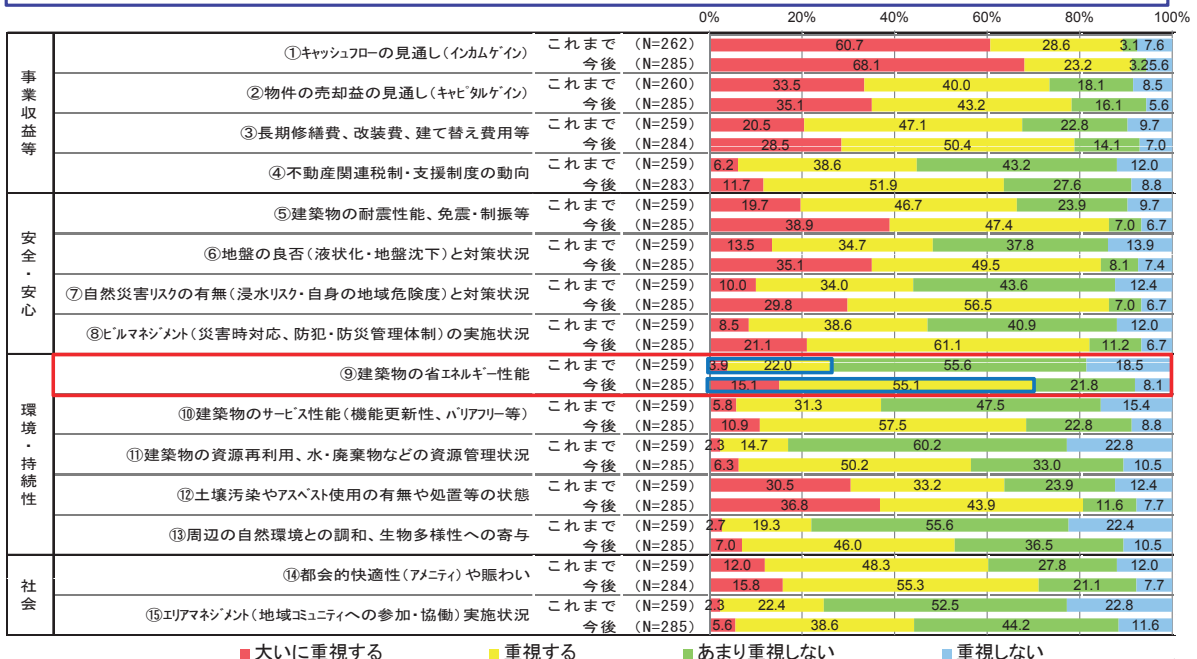 0% 20% 40% 60% 80% 100%
事業収益等
①キャッシュフローの見通し(インカムゲイン)
これまで (N=262) 60.7 28.6 3.1 7.6
今後 (N=285) 68.1 23.2 3.2 5.6
②物件の売却益の見通し(キャピタルゲイン)
これまで (N=260) 33.5 40.0 18.1 8.5
今後 (N=285) 35.1 43.2 16.1 5.6
③長期修繕費、改装費、建て替え費用等
これまで (N=259) 20.5 47.1 22.8 9.7
今後 (N=284) 28.5 50.4 14.1 7.0
④不動産関連税制・支援制度の動向
これまで (N=259) 6.2 38.6 43.2 12.0
今後 (N=283) 11.7 51.9 27.6 8.8
安全・安心
⑤建築物の耐震性能、免震・制振等
これまで (N=259) 19.7 46.7 23.9 9.7
今後 (N=285) 38.9 47.4 7.0 6.7
⑥地盤の良否(液状化・地盤沈下)と対策状況
これまで (N=259) 13.5 34.7 37.8 13.9
今後 (N=285) 35.1 49.5 8.1 7.4
⑦自然災害リスクの有無(浸水リスク・自身の地域危険度)と対策状況
これまで (N=259) 10.0 34.0 43.6 12.4
今後 (N=285) 29.8 56.5 7.0 6.7
⑧ビルマネジメント(災害時対応、防犯・防災管理体制)の実施状況
これまで (N=259) 8.5 38.6 40.9 12.0
今後 (N=285) 21.1 61.1 11.2 6.7
環境・持続性
⑨建築物の省エネルギー性能
これまで (N=259) 3.9 22.0 55.6 18.5
今後 (N=285) 15.1 55.1 21.8 8.1
⑩建築物のサービス性能(機能更新性、バリアフリー等)
これまで (N=259) 5.8 31.3 47.5 15.4
今後 (N=285) 10.9 57.5 22.8 8.8
⑪建築物の資源再利用、水・廃棄物などの資源管理状況
これまで (N=259) 2.3 14.7 60.2 22.8
今後 (N=285) 6.3 50.2 33.0 10.5
⑫土壌汚染やアスベスト使用の有無や処置等の状態
これまで (N=259) 30.5 33.2 23.9 12.4
今後 (N=285) 36.8 43.9 11.6 7.7
⑬周辺の自然環境との調和、生物多様性への寄与
これまで (N=259) 2.7 19.3 55.6 22.4
今後 (N=285) 7.0 46.0 36.5 10.5
社会
⑭都会的快適性(アメニティ)や賑わい
これまで (N=259) 12.0 48.3 27.8 12.0
今後 (N=284) 15.8 55.3 21.1 7.7
⑮エリアマネジメント(地域コミュニティへの参加・協働)実施状況
これまで (N=259) 2.3 22.4 52.5 22.8
今後 (N=285) 5.6 38.6 44.2 11.6
大いに重視する 重視する あまり重視しない 重視しない